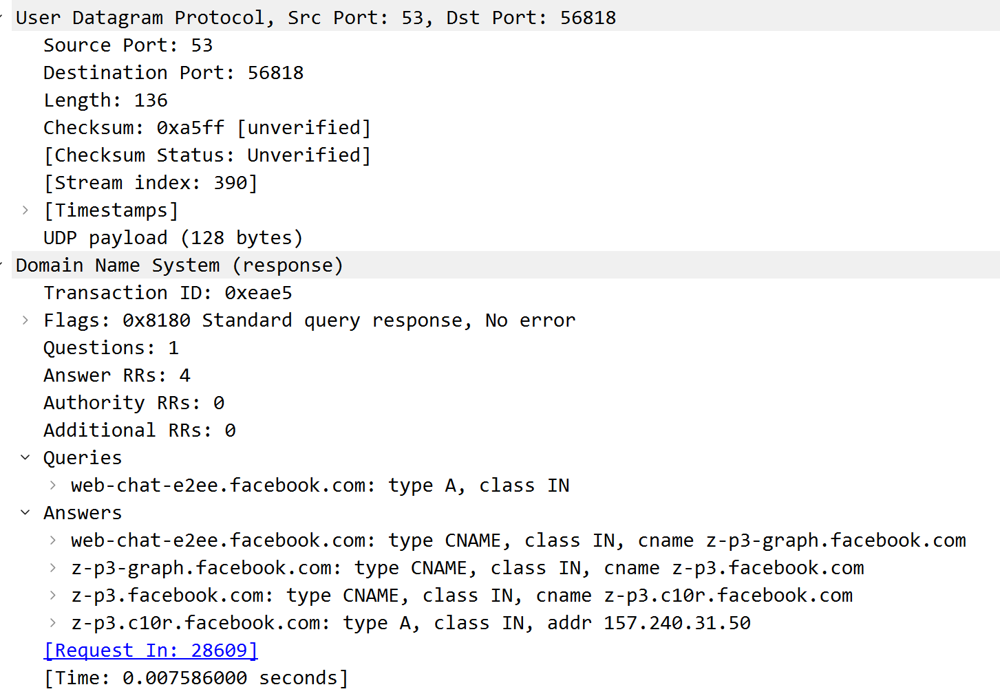 User Datagram Protocol, Src Port: 53, Dst Port: 56818
Source Port: 53
Destination Port: 56818
Length: 136
Checksum: 0xa5ff [unverified]
[Checksum Status: Unverified]
[Stream index: 390]
[Timestamps]
UDP payload (128 bytes)
Domain Name System (response)
Transaction ID: 0xeae5
Flags: 0x8180 Standard query response, No error
Questions: 1
Answer RRs: 4
Authority RRs: 0
Additional RRs: 0
Queries
web-chat-e2ee.facebook.com: type A, class IN
Answers
web-chat-e2ee.facebook.com: type CNAME, class IN, cname z-p3-graph.facebook.com
z-p3-graph.facebook.com: type CNAME, class IN, cname z-p3.facebook.com
z-p3.facebook.com: type CNAME, class IN, cname z-p3.c10r.facebook.com
z-p3.c10r.facebook.com: type A, class IN, addr 157.240.31.50
[Request In: 28609]
[Time: 0.007586000 seconds]